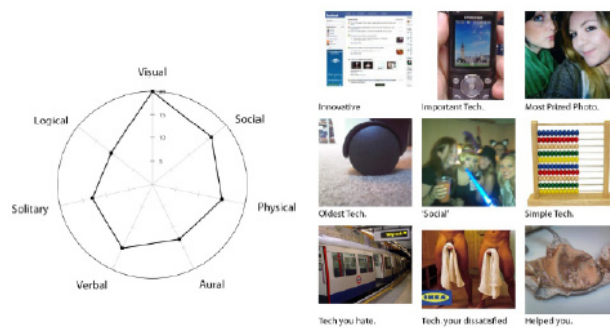 Visual
Social
Physical
Aural
Verbal
Solitary
Logical
15
10
5
Innovative
Important Tech.
Most Prized Photo.
Oldest Tech.
'Social'
Simple Tech.
Tech you hate.
IKEA
Tech. your dissatisfied
Helped you.